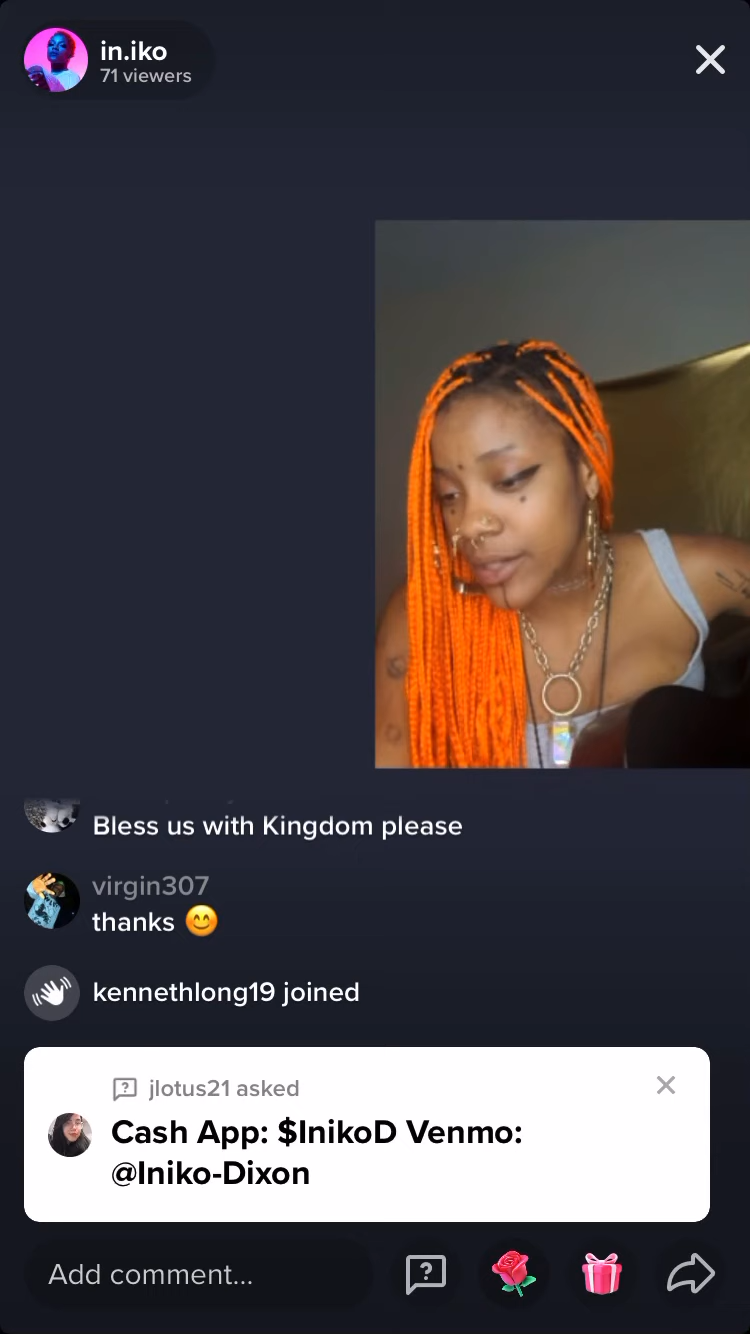 in.iko
71 viewers
Bless us with Kingdom please
virgin307
thanks 😊
kennethlong19 joined
jlotus21 asked
Cash App: $InikoD Venmo:
@Iniko-Dixon
Add comment...